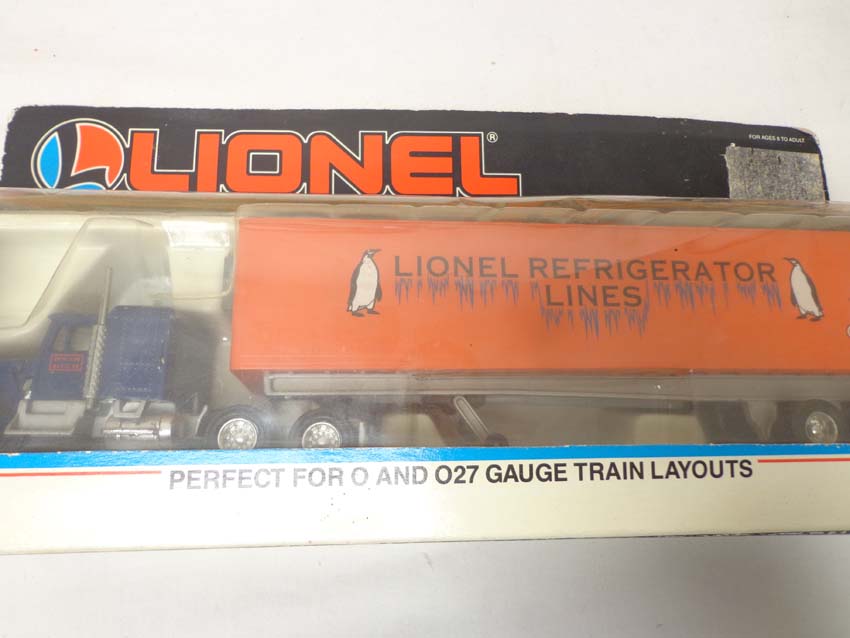 LIONEL®
FOR AGES 8 TO ADULT
LIONEL REFRIGERATOR
LINES
PERFECT FOR O AND O27 GAUGE TRAIN LAYOUTS